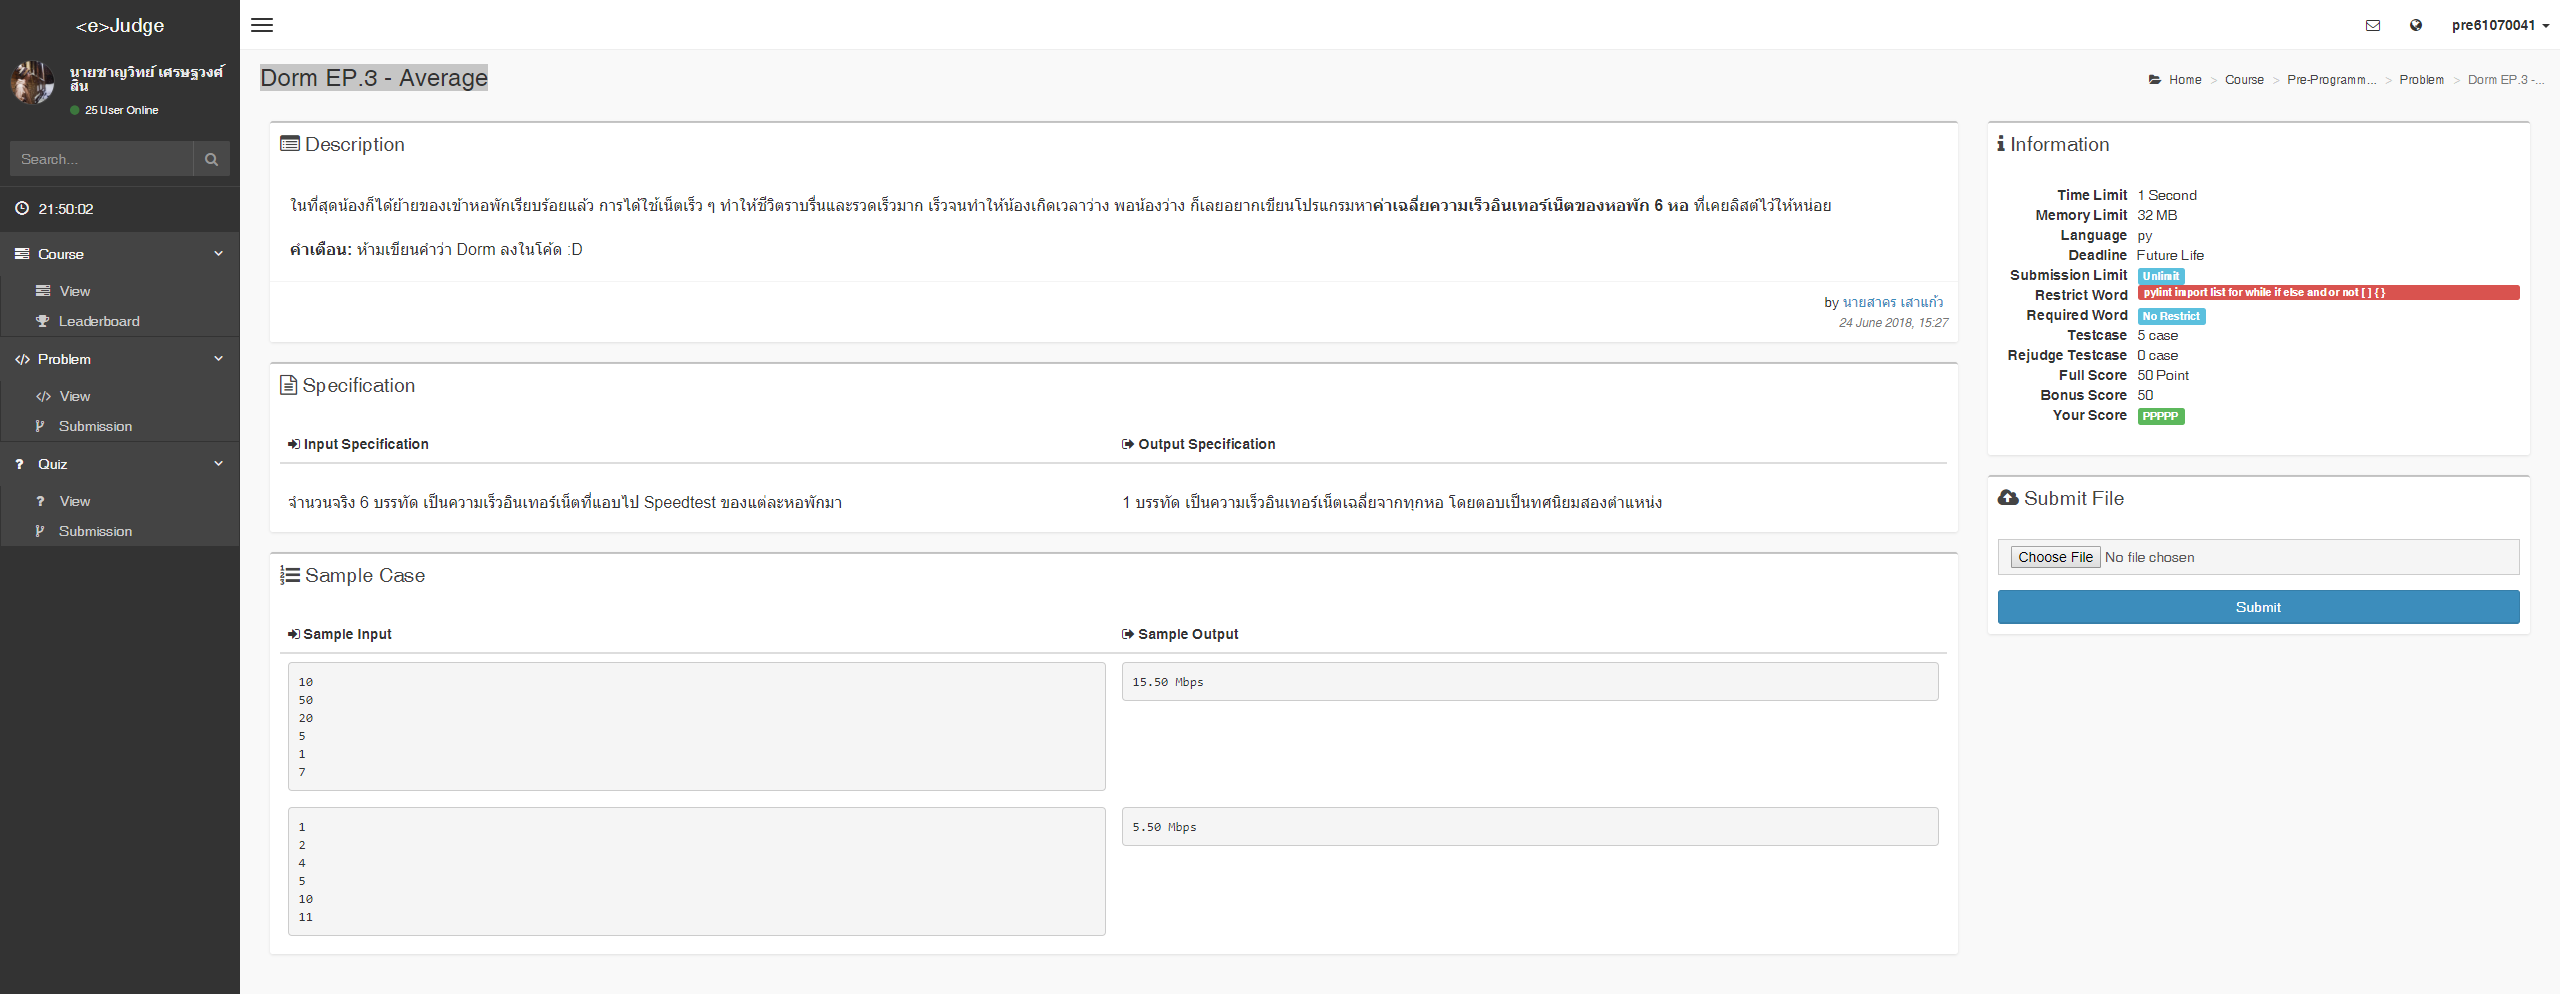 <e>Judge
pre61070041
นายชาญวิทย์ เศรษฐวงศ์
สิน
25 User Online
Search...
21:50:02
Course
View
Leaderboard
Problem
View
Submission
Quiz
View
Submission
Dorm EP.3 - Average
Home > Course > Pre-Programm... > Problem > Dorm EP.3 -...
Description
ในที่สุดน้องก็ได้ย้ายของเข้าหอพักเรียบร้อยแล้ว การได้ใช้เน็ตเร็ว ๆ ทำให้ชีวิตราบรื่นและรวดเร็วมาก เร็วจนทำให้น้องเกิดเวลาว่าง พอน้องว่าง ก็เลยอยากเขียนโปรแกรมหาค่าเฉลี่ยความเร็วอินเทอร์เน็ตของหอพัก 6 หอ ที่เคยลิสต์ไว้ให้หน่อย
คำเตือน: ห้ามเขียนคำว่า Dorm ลงในโค้ด :D
by นายสาคร เสาแก้ว
24 June 2018, 15:27
Specification
Input Specification
Output Specification
จำนวนจริง 6 บรรทัด เป็นความเร็วอินเทอร์เน็ตที่แอบไป Speedtest ของแต่ละหอพักมา
1 บรรทัด เป็นความเร็วอินเทอร์เน็ตเฉลี่ยจากทุกหอ โดยตอบเป็นทศนิยมสองตำแหน่ง
Sample Case
Sample Input
Sample Output
10
50
20
5
1
7
15.50 Mbps
1
2
4
5
10
11
5.50 Mbps
Information
Time Limit 1 Second
Memory Limit 32 MB
Language py
Deadline Future Life
Submission Limit Unlimit
Restrict Word pylint import list for while if else and or not [ ] { }
Required Word No Restrict
Testcase 5 case
Rejudge Testcase 0 case
Full Score 50 Point
Bonus Score 50
Your Score PPPPP
Submit File
Choose File No file chosen
Submit